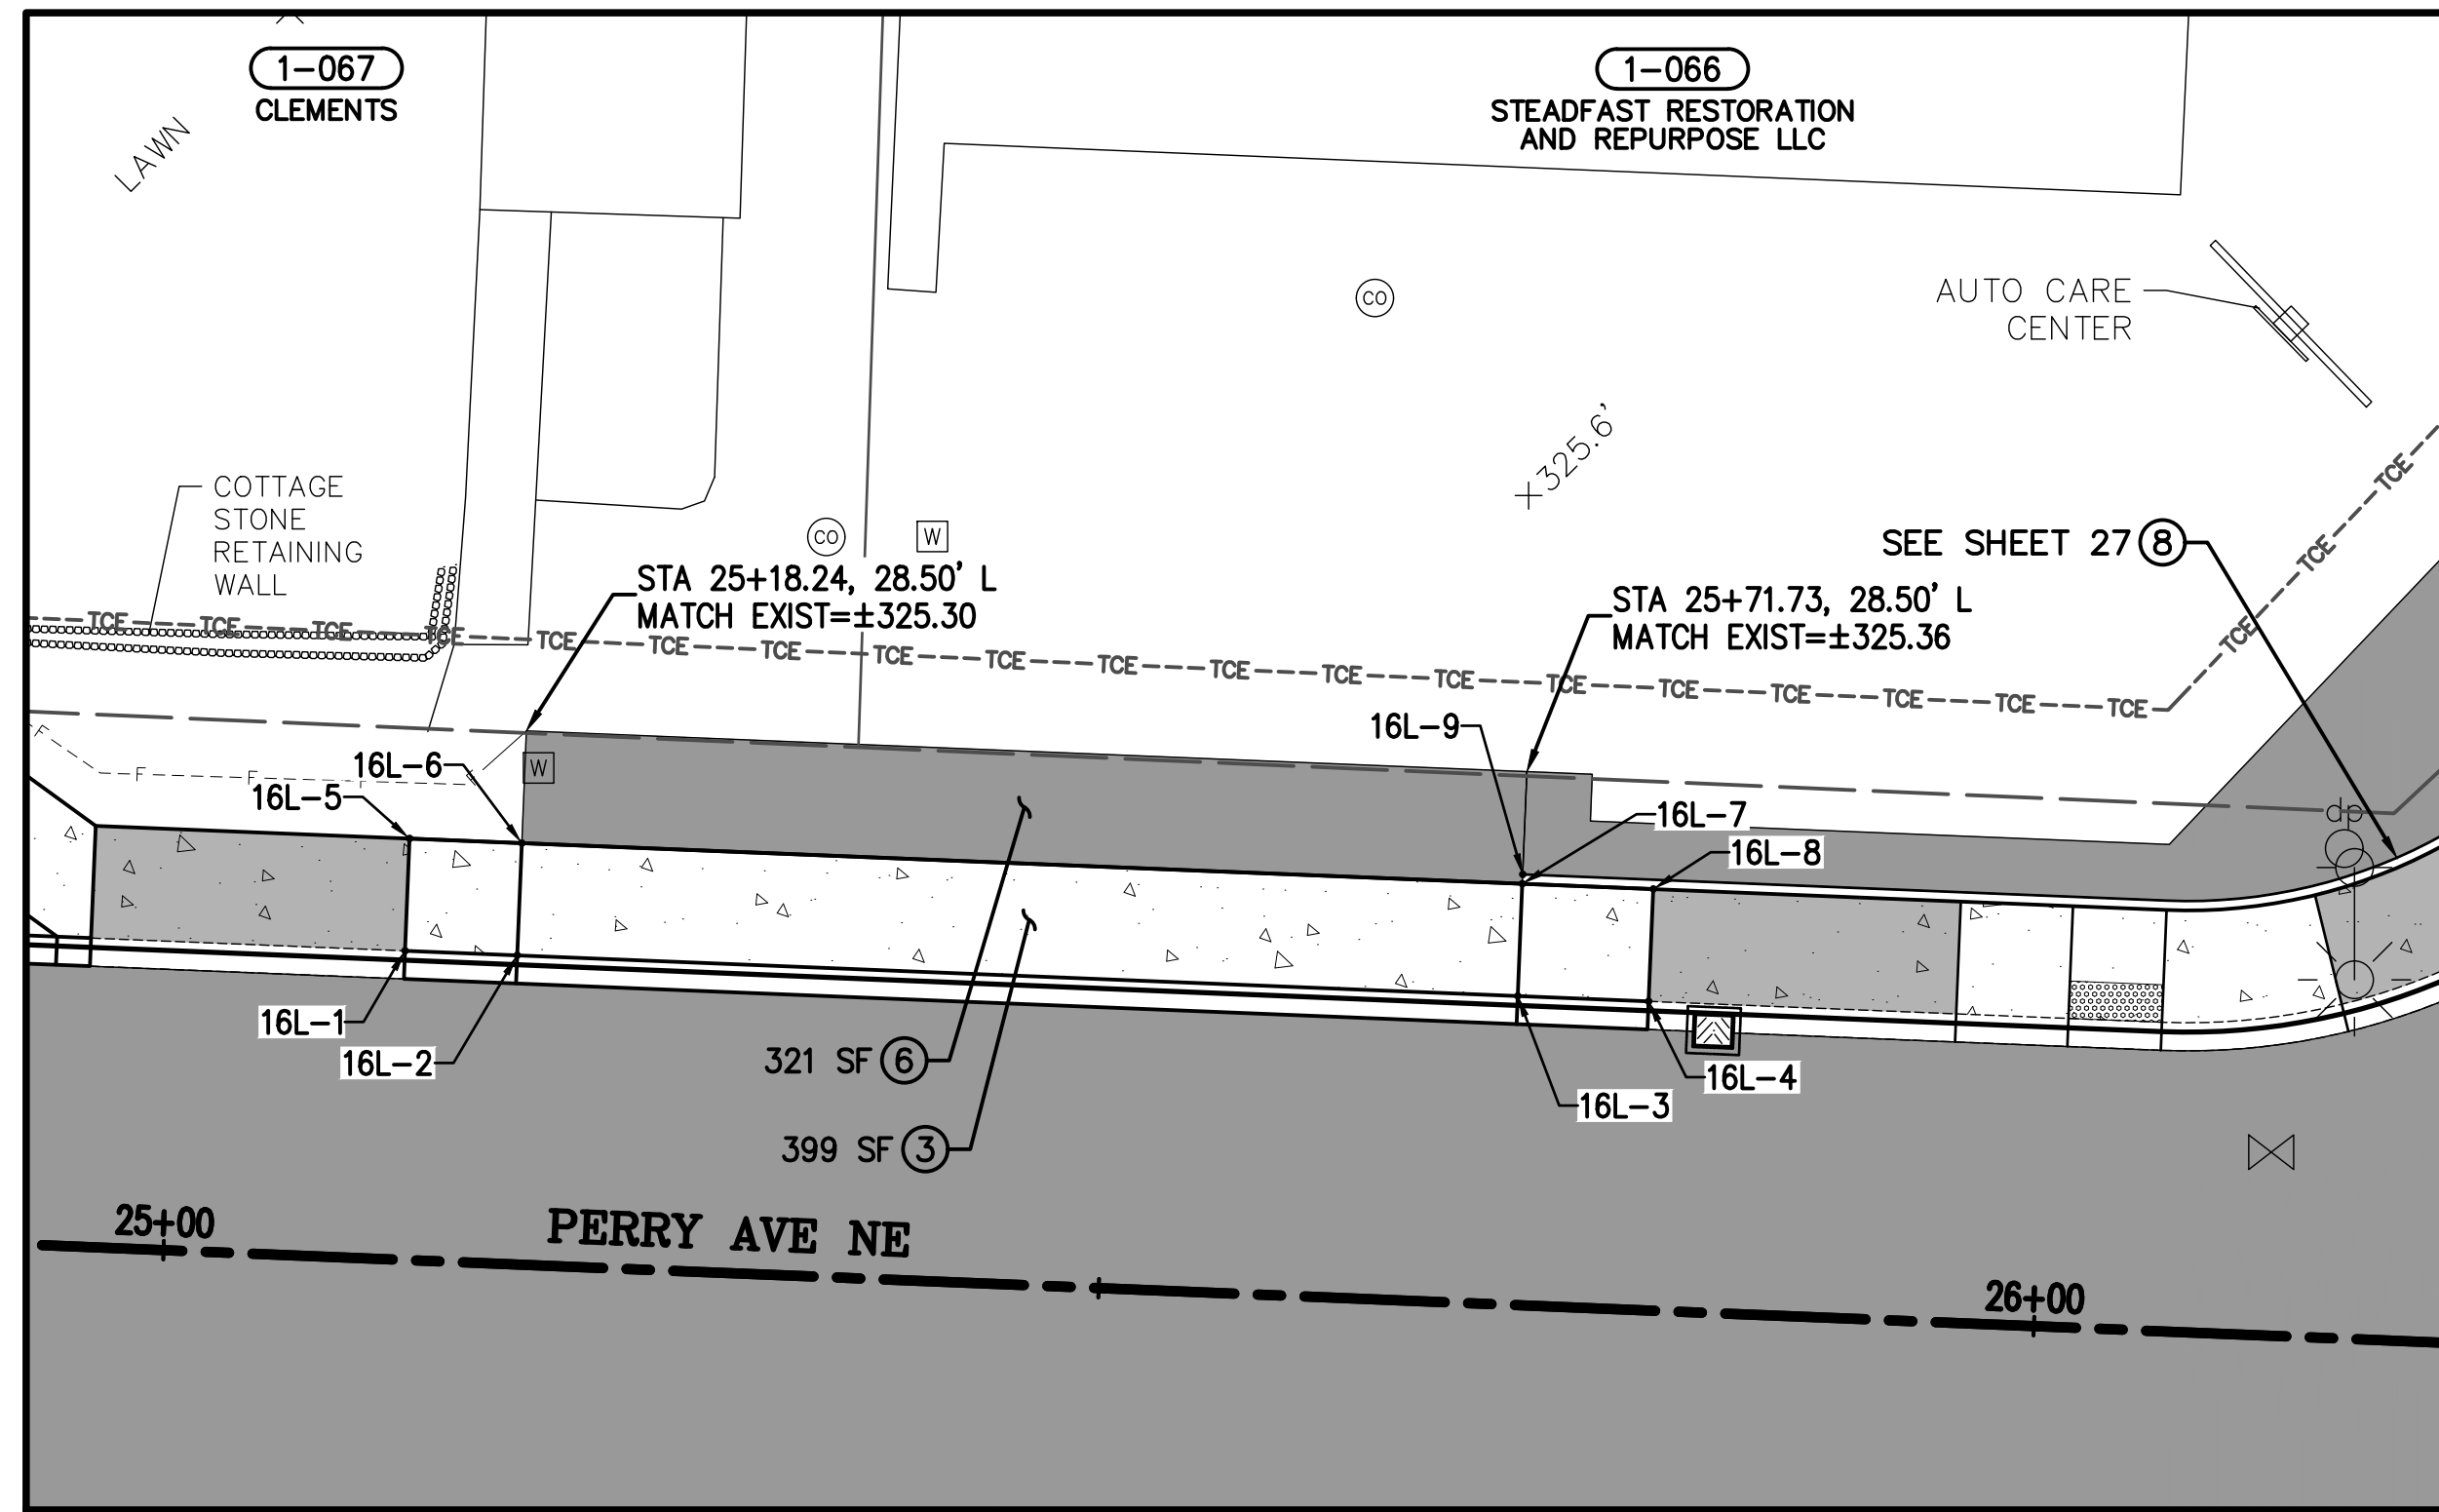 1-067
CLEMENTS
1-066
STEADFAST RESTORATION
AND REPURPOSE LLC
LAWN
CO
AUTO CARE
CENTER
325.6'
COTTAGE
STONE
RETAINING
WALL
CO
W
SEE SHEET 27 8
STA 25+18.24, 28.50' L
MATCH EXIST=±325.30
STA 25+71.73, 28.50' L
MATCH EXIST=±325.36
TCE TCE TCE TCE TCE TCE TCE TCE TCE TCE TCE TCE TCE TCE TCE TCE TCE TCE TCE TCE TCE TCE
16L-9
F F F F
16L-6
W
16L-5
16L-7
dp
16L-8
16L-1
16L-2
321 SF 6
16L-4
16L-3
399 SF 3
25+00
PERRY AVE NE
26+00